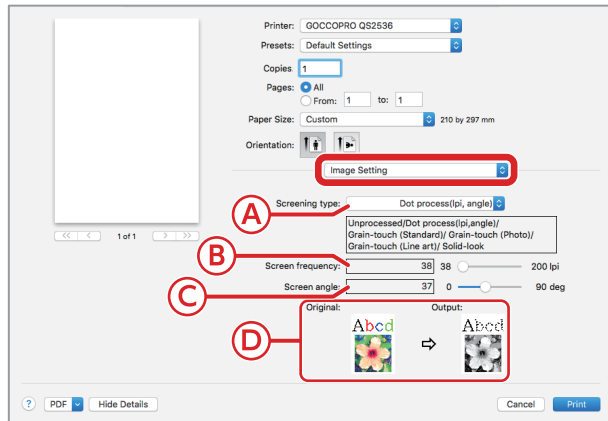 Printer: GOCCOPRO QS2536
Presets: Default Settings
Copies 1
Pages: All
From: 1 to: 1
Paper Size: Custom 210 by 297 mm
Orientation:
Image Setting
A Screening type: Dot process(lpi, angle)
Unprocessed/Dot process(lpi,angle)/
Grain-touch (Standard)/ Grain-touch (Photo)/
Grain-touch (Line art)/ Solid-look
<< < 1 of 1 > >>
B Screen frequency: 38 38 200 lpi
C Screen angle: 37 0 90 deg
Original: Output:
D Abcd ⇨ Abcd
? PDF Hide Details Cancel Print